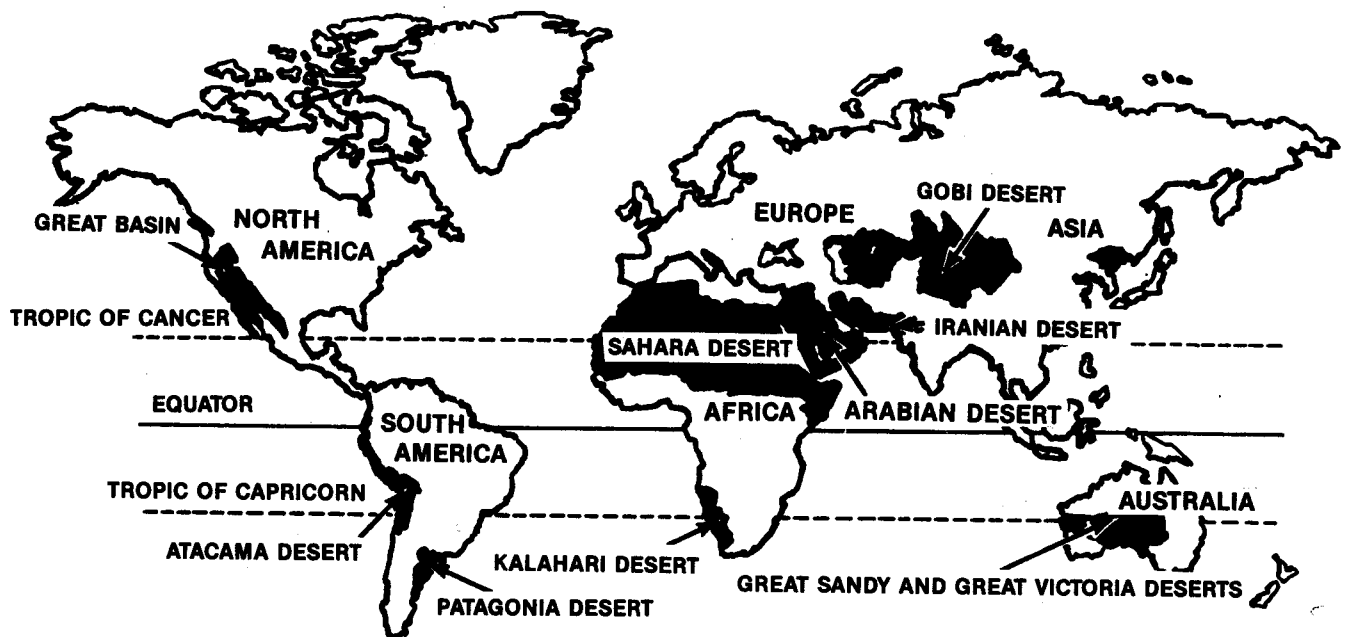 GOBI DESERT
GREAT BASIN
NORTH
AMERICA
EUROPE
ASIA
TROPIC OF CANCER
IRANIAN DESERT
SAHARA DESERT
EQUATOR
SOUTH
AMERICA
AFRICA
ARABIAN DESERT
TROPIC OF CAPRICORN
AUSTRALIA
ATACAMA DESERT
KALAHARI DESERT
GREAT SANDY AND GREAT VICTORIA DESERTS
PATAGONIA DESERT